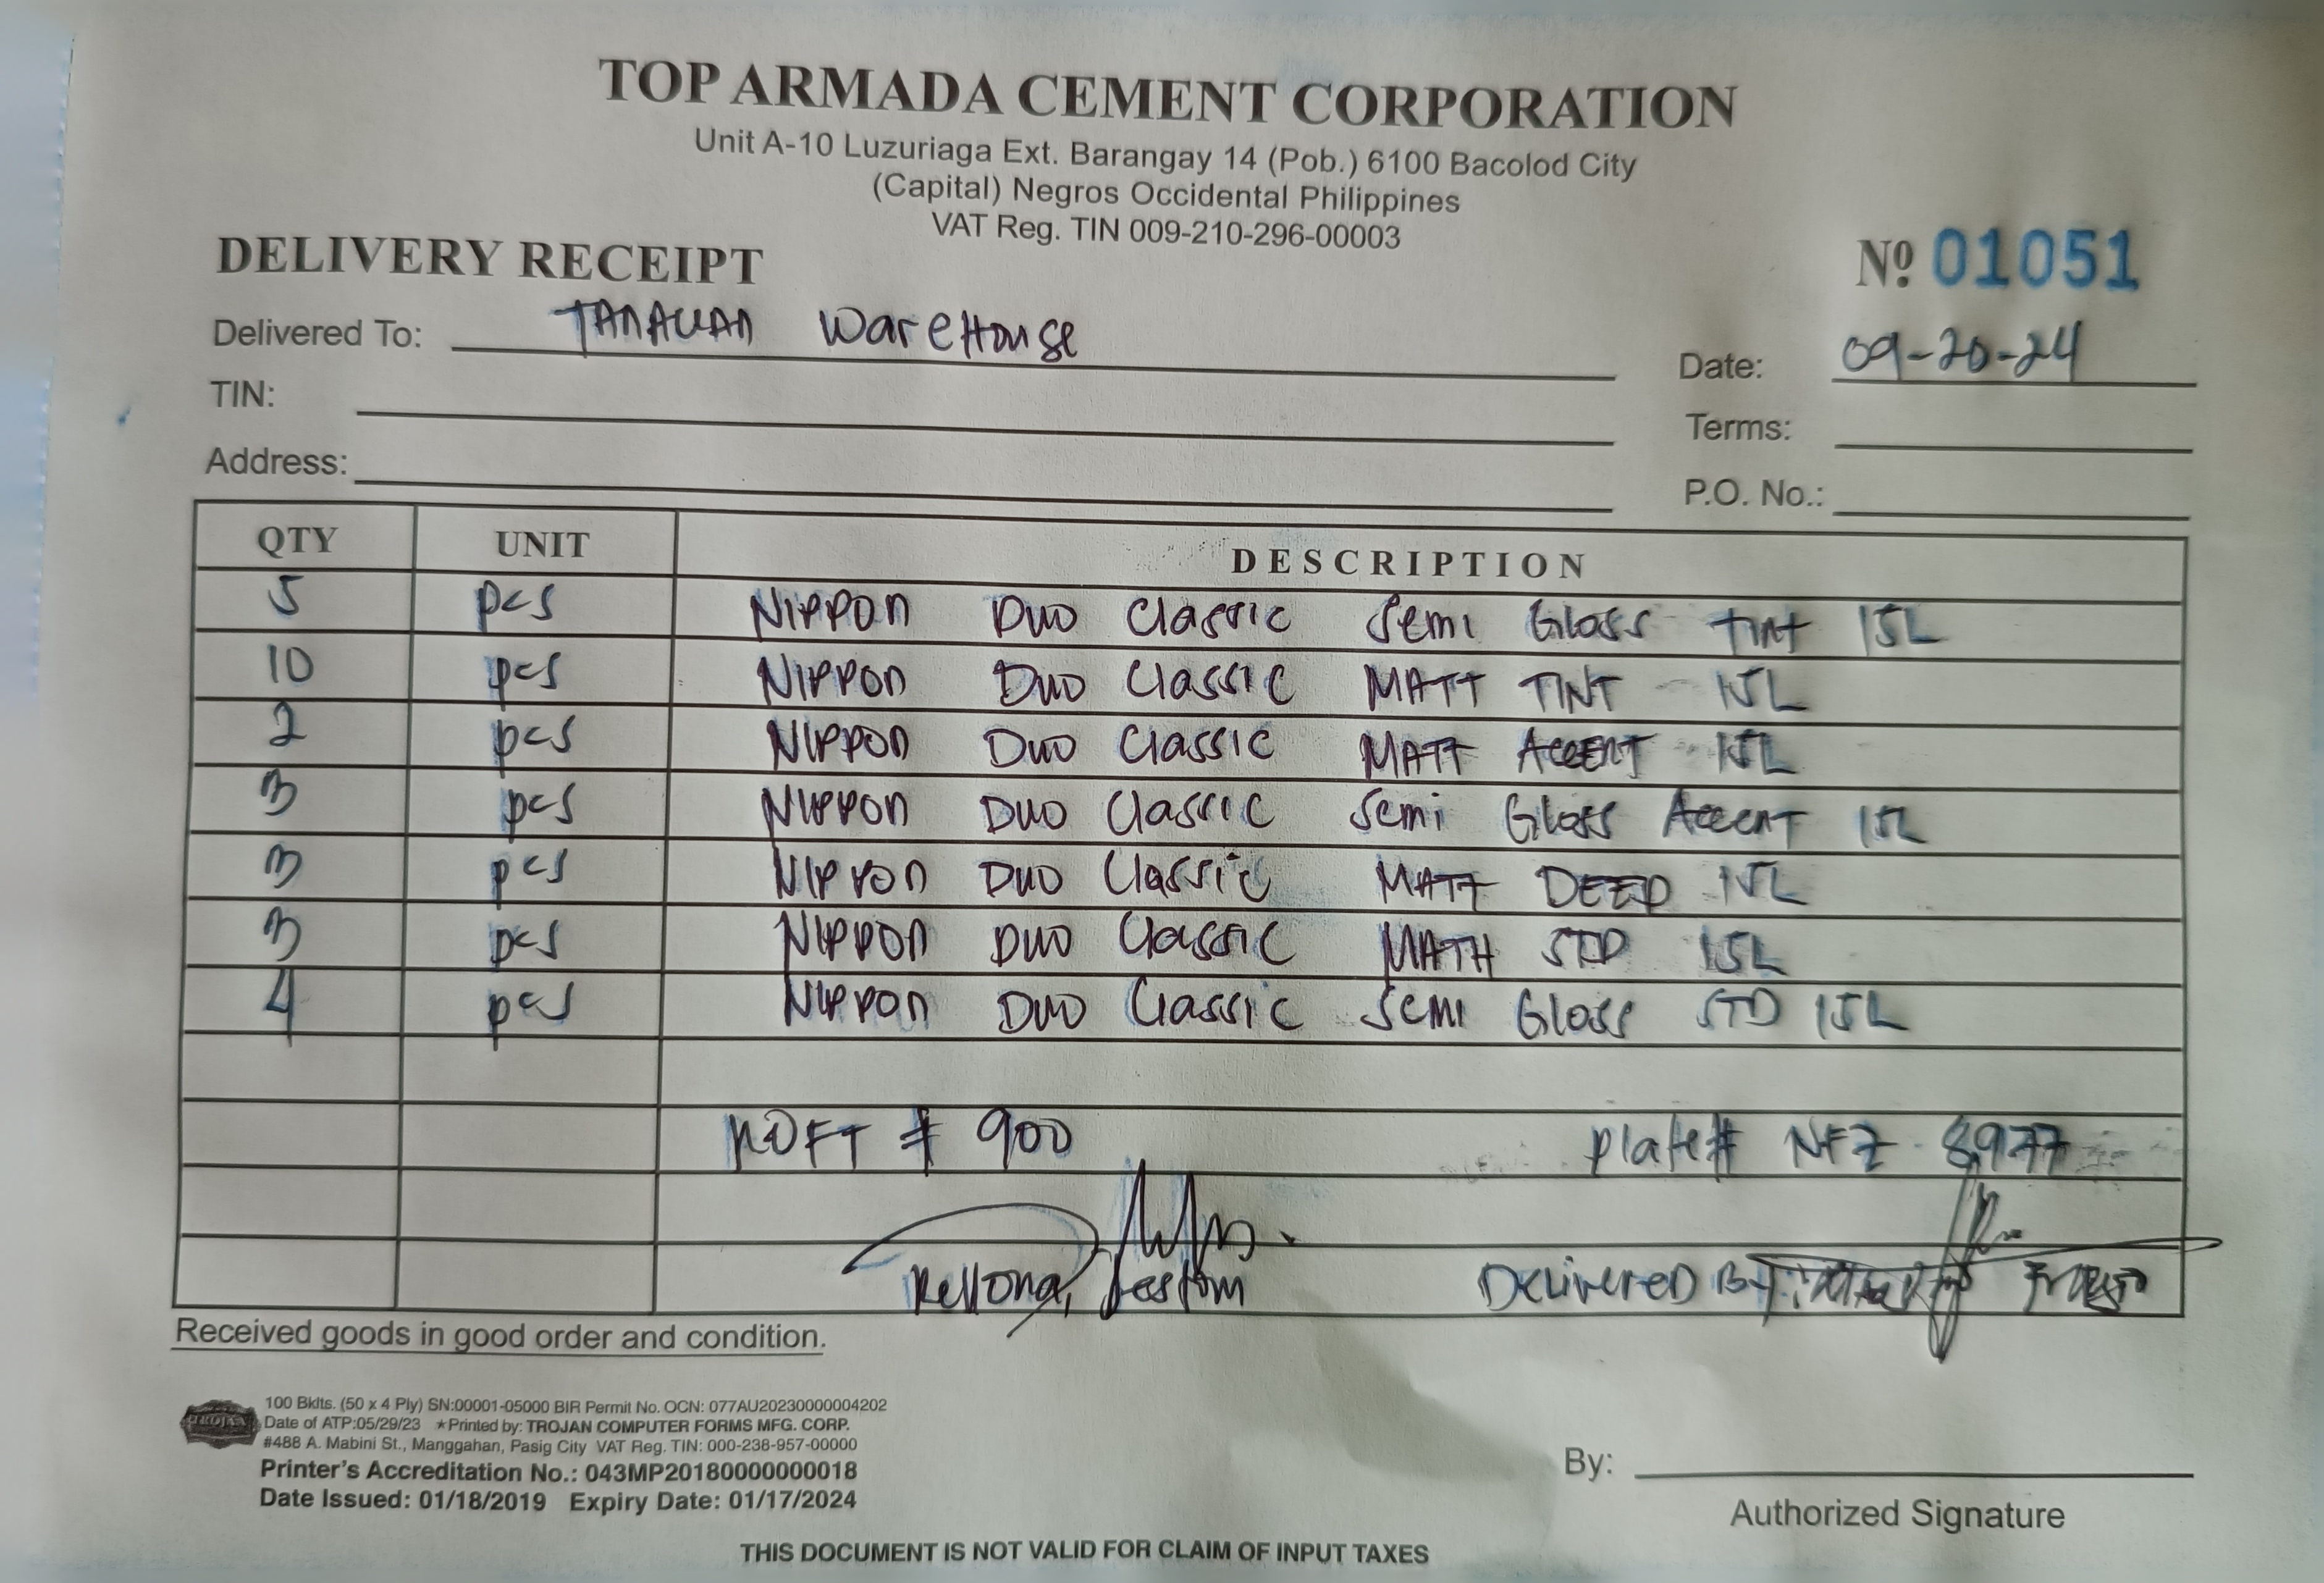 TOP ARMADA CEMENT CORPORATION
Unit A-10 Luzuriaga Ext. Barangay 14 (Pob.) 6100 Bacolod City
(Capital) Negros Occidental Philippines
VAT Reg. TIN 009-210-296-00003
DELIVERY RECEIPT
Nº 01051
Delivered To: TANAUAN WareHouse
Date: 09-20-24
TIN:
Terms:
Address:
P.O. No.:
QTY UNIT DESCRIPTION
5 pcs NIPPON DUO Classic Semi Gloss Tint 15L
10 pcs NIPPON DUO Classic MATT TINT 15L
2 pcs NIPPON DUO Classic MATT ACCENT 15L
3 pcs NIPPON DUO Classic Semi Gloss Accent 15L
3 pcs NIPPON DUO Classic MATT DEEP 15L
3 pcs NIPPON DUO Classic MATH STD 15L
4 pcs NIPPON DUO Classic Semi Gloss STD 15L
# 900 Plate# NFZ 8977
Rellona, Delivered By:
Received goods in good order and condition.
100 Bklts. (50 x 4 Ply) SN:00001-05000 BIR Permit No. OCN: 077AU20230000004202
TROJAN
Date of ATP:05/29/23 ★Printed by: TROJAN COMPUTER FORMS MFG. CORP.
#488 A. Mabini St., Manggahan, Pasig City VAT Reg. TIN: 000-238-957-00000
Printer's Accreditation No.: 043MP20180000000018
Date Issued: 01/18/2019 Expiry Date: 01/17/2024
By:
Authorized Signature
THIS DOCUMENT IS NOT VALID FOR CLAIM OF INPUT TAXES